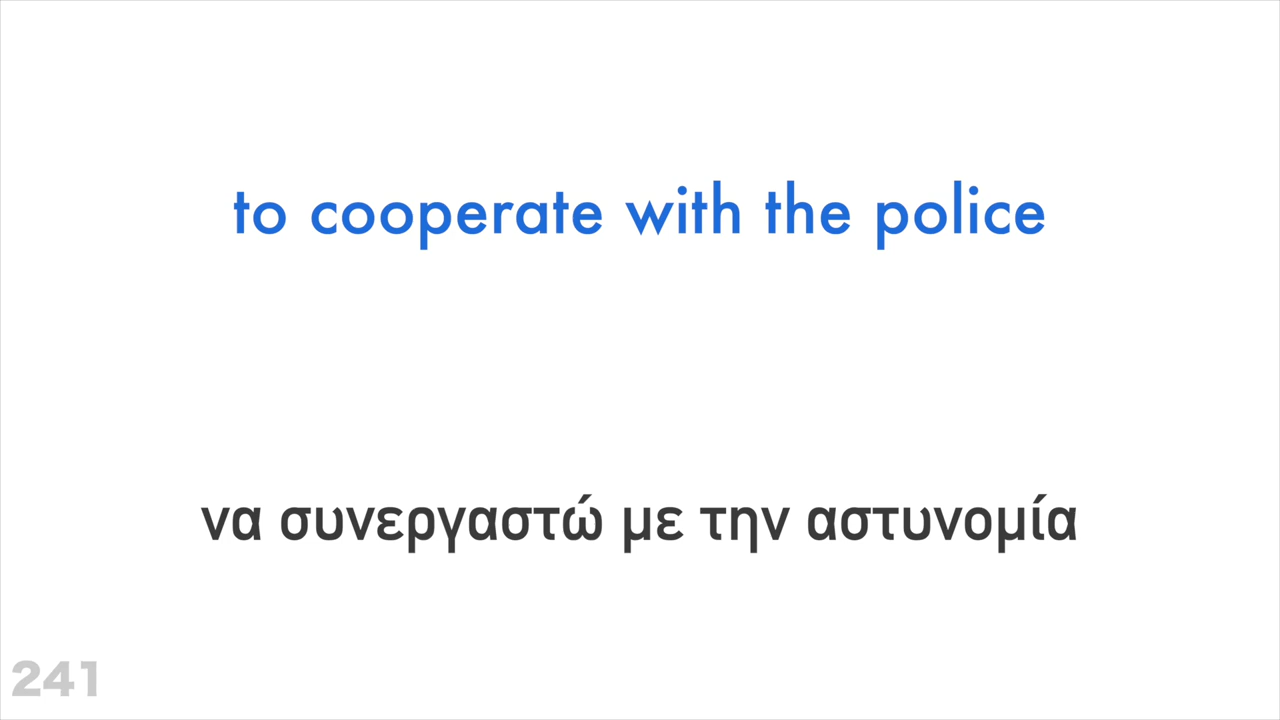 to cooperate with the police
να συνεργαστώ με την αστυνομία
241